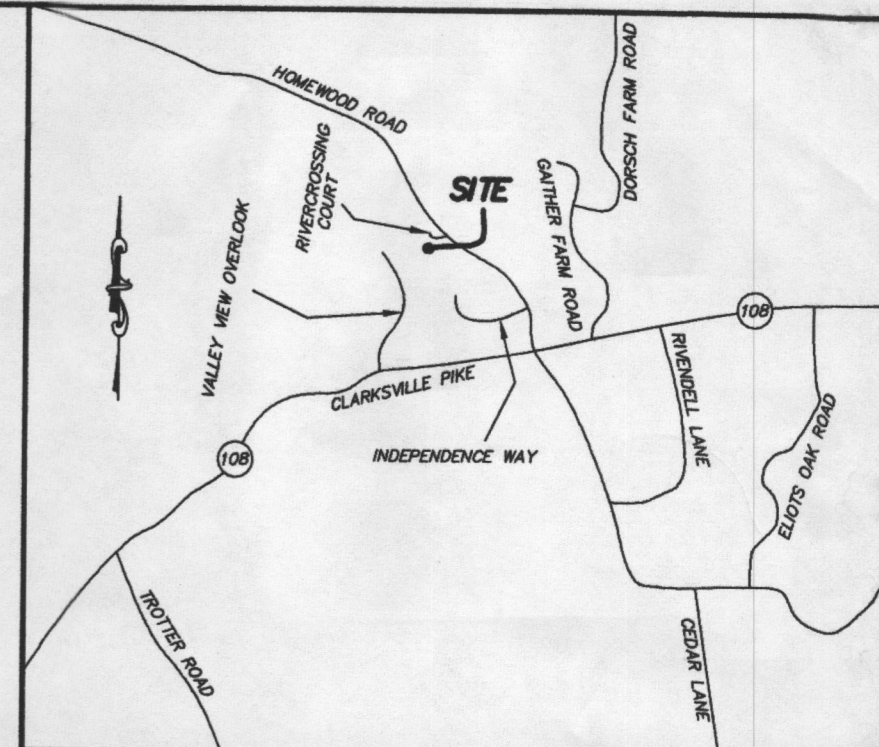 HOMEWOOD ROAD
DORSCH FARM ROAD
RIVERCROSSING
COURT
SITE
GAITHER FARM ROAD
VALLEY VIEW OVERLOOK
108
RIVENDELL LANE
CLARKSVILLE PIKE
ELIOTS OAK ROAD
INDEPENDENCE WAY
108
TROTTER ROAD
CEDAR LANE